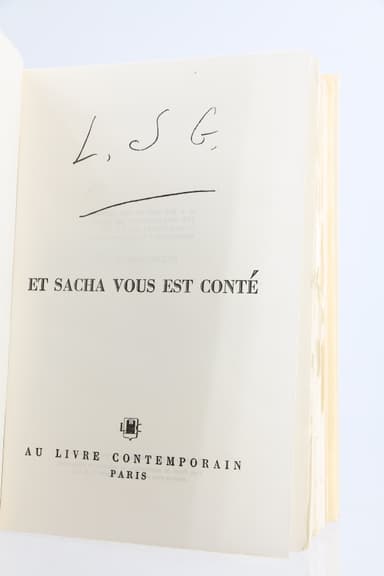 L. S G.
ET SACHA VOUS EST CONTÉ
L C
AU LIVRE CONTEMPORAIN
PARIS